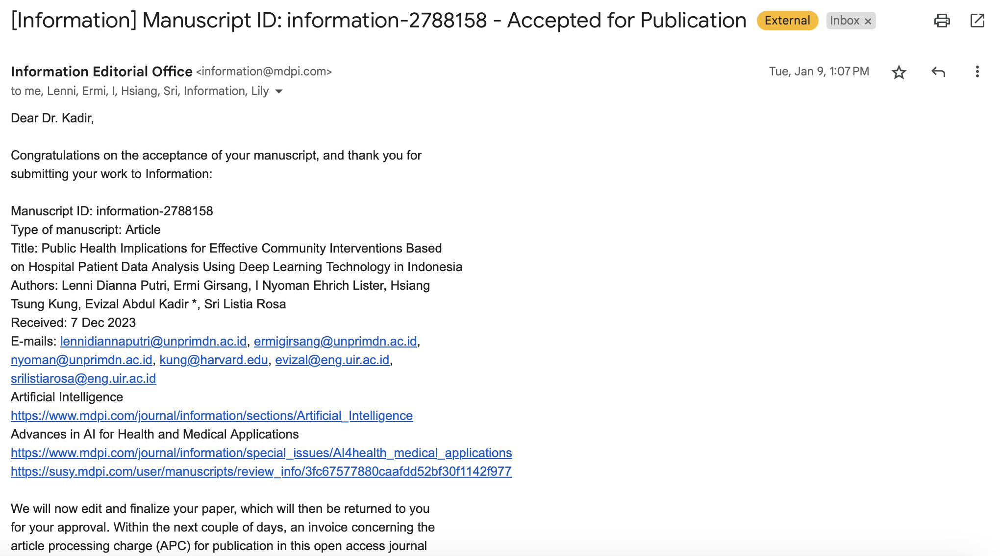 [Information] Manuscript ID: information-2788158 - Accepted for Publication External Inbox ×
Information Editorial Office <information@mdpi.com> Tue, Jan 9, 1:07 PM
to me, Lenni, Ermi, I, Hsiang, Sri, Information, Lily
Dear Dr. Kadir,
Congratulations on the acceptance of your manuscript, and thank you for
submitting your work to Information:
Manuscript ID: information-2788158
Type of manuscript: Article
Title: Public Health Implications for Effective Community Interventions Based
on Hospital Patient Data Analysis Using Deep Learning Technology in Indonesia
Authors: Lenni Dianna Putri, Ermi Girsang, I Nyoman Ehrich Lister, Hsiang
Tsung Kung, Evizal Abdul Kadir *, Sri Listia Rosa
Received: 7 Dec 2023
E-mails: lennidiannaputri@unprimdn.ac.id, ermigirsang@unprimdn.ac.id,
nyoman@unprimdn.ac.id, kung@harvard.edu, evizal@eng.uir.ac.id,
srilistiarosa@eng.uir.ac.id
Artificial Intelligence
https://www.mdpi.com/journal/information/sections/Artificial_Intelligence
Advances in AI for Health and Medical Applications
https://www.mdpi.com/journal/information/special_issues/AI4health_medical_applications
https://susy.mdpi.com/user/manuscripts/review_info/3fc67577880caafdd52bf30f1142f977
We will now edit and finalize your paper, which will then be returned to you
for your approval. Within the next couple of days, an invoice concerning the
article processing charge (APC) for publication in this open access journal